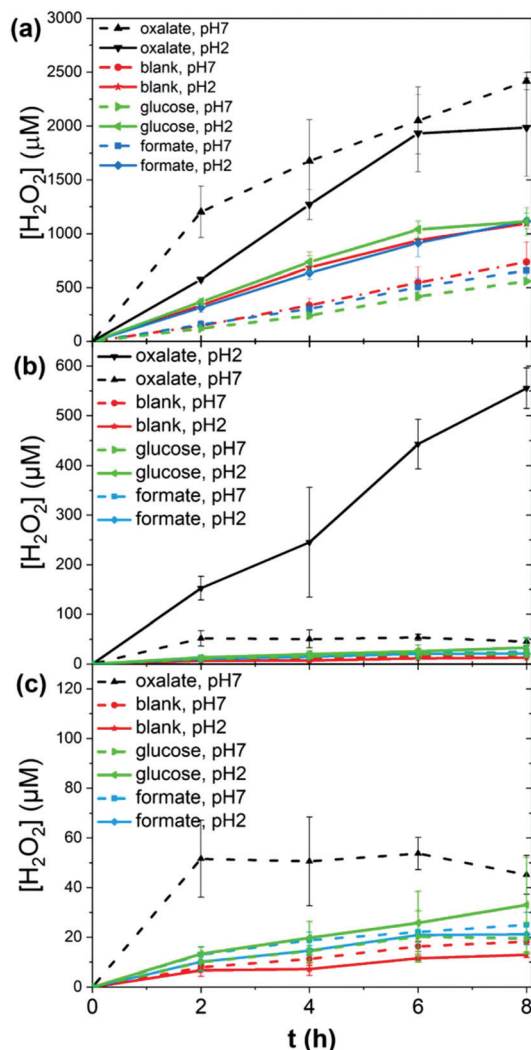 (a)
[H₂O₂] (μM)
3000
2500
2000
1250
1000
500
0
oxalate, pH7
oxalate, pH2
blank, pH7
blank, pH2
glucose, pH7
glucose, pH2
formate, pH7
formate, pH2
(b)
[H₂O₂] (μM)
600
500
400
300
200
100
50
0
oxalate, pH2
oxalate, pH7
blank, pH7
blank, pH2
glucose, pH7
glucose, pH2
formate, pH7
formate, pH2
(c)
[H₂O₂] (μM)
120
100
80
60
40
20
0
oxalate, pH7
blank, pH7
blank, pH2
glucose, pH7
glucose, pH2
formate, pH7
formate, pH2
0 2 4 6 8
t (h)